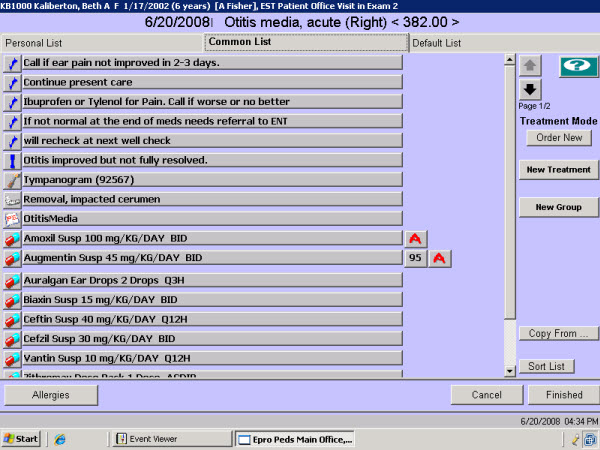 KB1000 Kaliberton, Beth A  F  1/17/2002 (6 years)  [A Fisher], EST Patient Office Visit in Exam 2
6/20/2008  Otitis media, acute (Right) < 382.00 >
Personal List
Common List
Default List
Call if ear pain not improved in 2-3 days.
Continue present care
Ibuprofen or Tylenol for Pain. Call if worse or no better
If not normal at the end of meds needs referral to ENT
will recheck at next well check
Otitis improved but not fully resolved.
Tympanogram (92567)
Removal, impacted cerumen
OtitisMedia
Amoxil Susp 100 mg/KG/DAY  BID
A
Augmentin Susp 45 mg/KG/DAY  BID
95
A
Auralgan Ear Drops 2 Drops  Q3H
Biaxin Susp 15 mg/KG/DAY  BID
Ceftin Susp 40 mg/KG/DAY  Q12H
Cefzil Susp 30 mg/KG/DAY  BID
Vantin Susp 10 mg/KG/DAY  Q12H
Zithromax Dose Pack 1 Dose  ASDIR
?
Page 1/2
Treatment Mode
Order New
New Treatment
New Group
Copy From ...
Sort List
Allergies
Cancel
Finished
6/20/2008  04:34 PM
Start
Event Viewer
Epro Peds Main Office,...